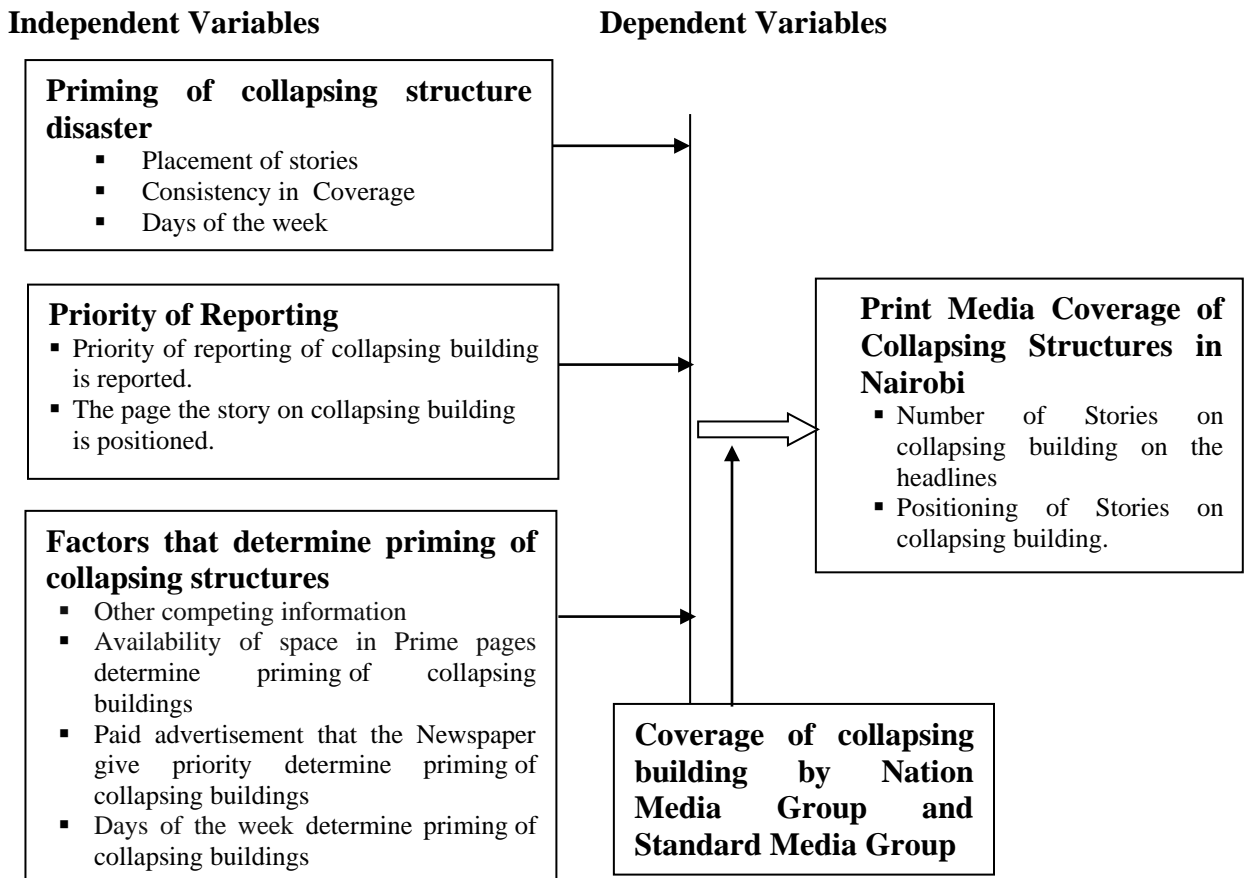 Independent Variables
Dependent Variables
Priming of collapsing structure
disaster
▪ Placement of stories
▪ Consistency in Coverage
▪ Days of the week
Priority of Reporting
▪ Priority of reporting of collapsing building
is reported.
▪ The page the story on collapsing building
is positioned.
Factors that determine priming of
collapsing structures
▪ Other competing information
▪ Availability of space in Prime pages
determine priming of collapsing
buildings
▪ Paid advertisement that the Newspaper
give priority determine priming of
collapsing buildings
▪ Days of the week determine priming of
collapsing buildings
Print Media Coverage of
Collapsing Structures in
Nairobi
▪ Number of Stories on
collapsing building on the
headlines
▪ Positioning of Stories on
collapsing building.
Coverage of collapsing
building by Nation
Media Group and
Standard Media Group